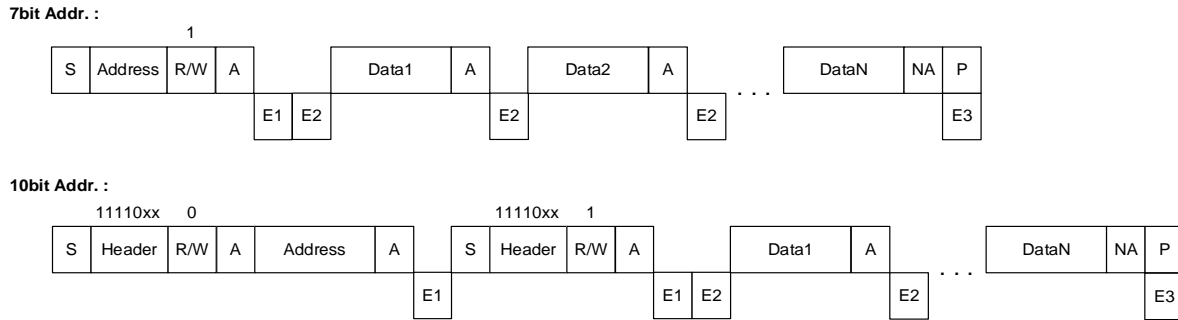 7bit Addr. :
1
S Address R/W A Data1 A Data2 A . . . DataN NA P
E1 E2 E2 E2 E3
10bit Addr. :
11110xx 0 11110xx 1
S Header R/W A Address A S Header R/W A Data1 A . . . DataN NA P
E1 E1 E2 E2 E3